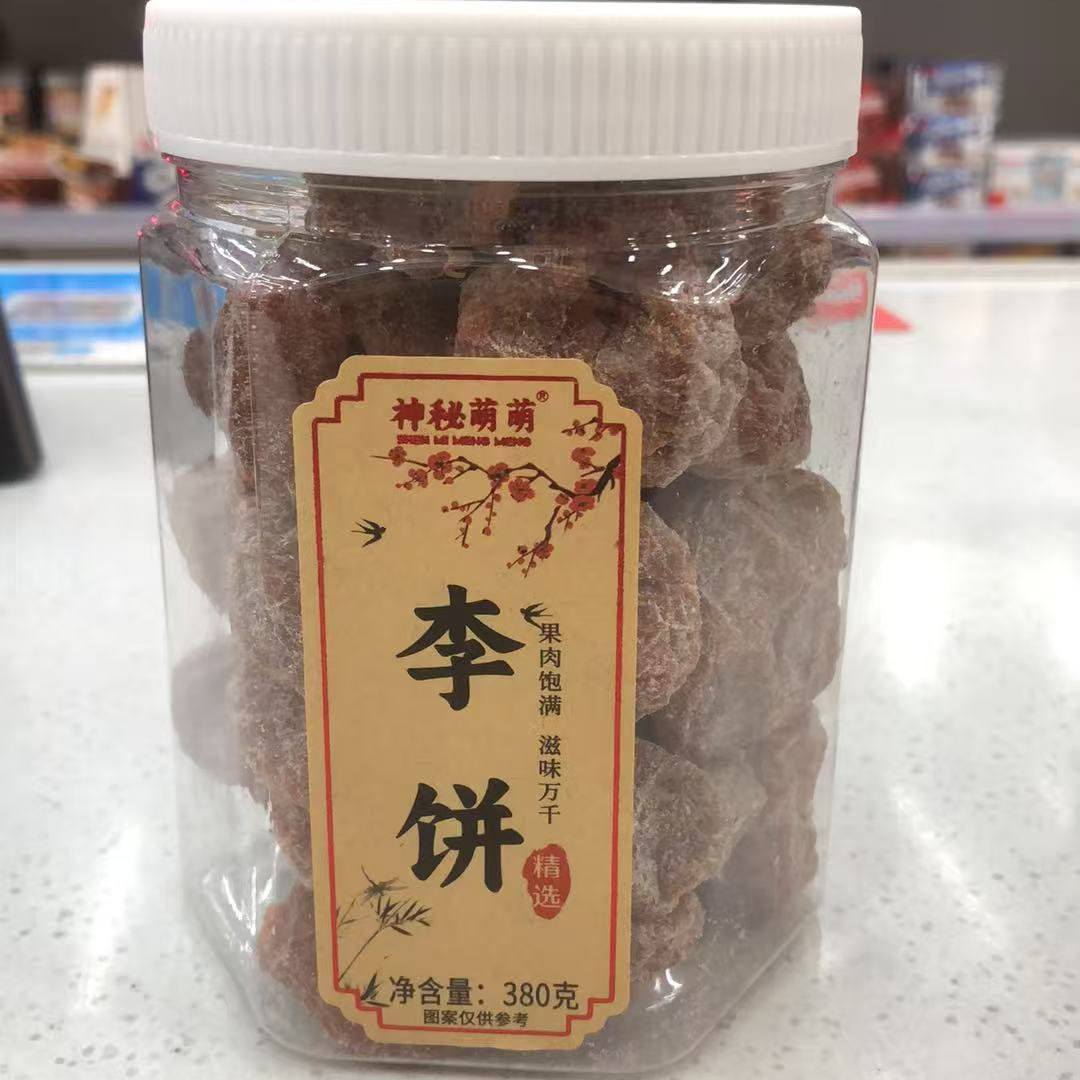 神秘萌萌®
SHEN MI MENG MENG
李饼
果肉饱满 滋味万千
精选
净含量：380克
图案仅供参考